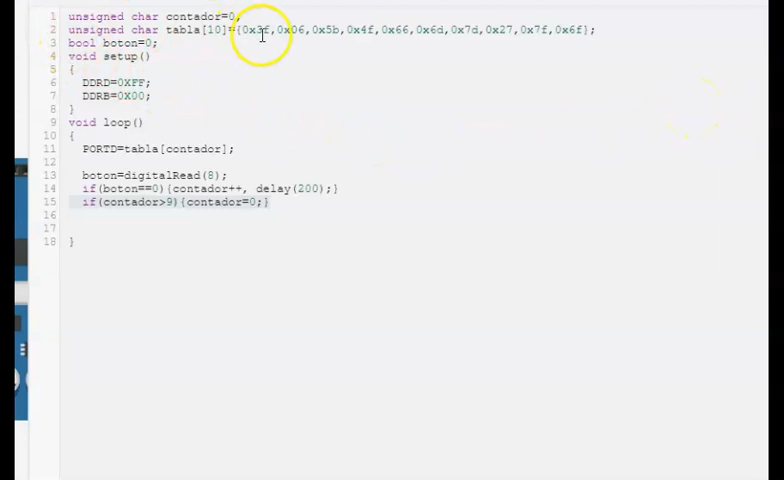 1 unsigned char contador=0;
2 unsigned char tabla[10]={0x3f,0x06,0x5b,0x4f,0x66,0x6d,0x7d,0x27,0x7f,0x6f};
3 bool boton=0;
4 void setup()
5 {
6 DDRD=0XFF;
7 DDRB=0X00;
8 }
9 void loop()
10 {
11 PORTD=tabla[contador];
12
13 boton=digitalRead(8);
14 if(boton==0){contador++, delay(200);}
15 if(contador>9){contador=0;}
16
17
18 }